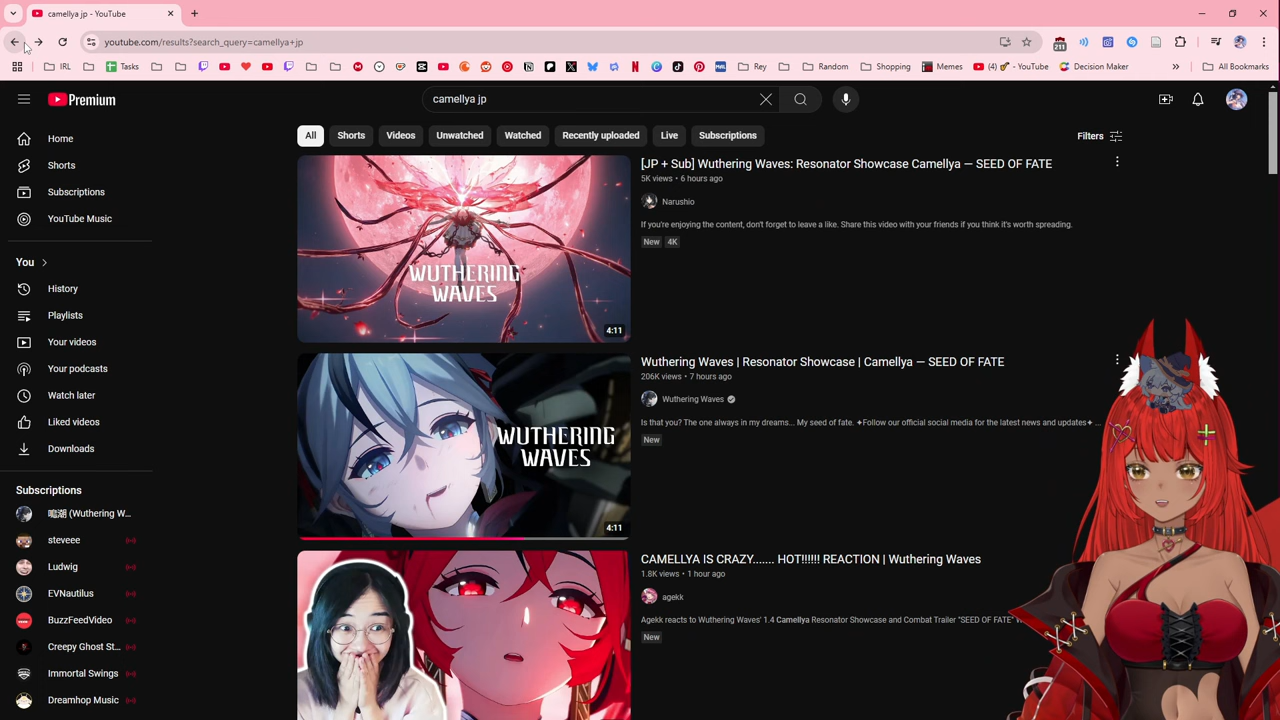 camellya jp - YouTube
youtube.com/results?search_query=camellya+jp
211
IRL
Tasks
Rey
Random
Shopping
Memes
(4) 🎷 - YouTube
Decision Maker
»
All Bookmarks
Premium
camellya jp
All
Shorts
Videos
Unwatched
Watched
Recently uploaded
Live
Subscriptions
Filters
Home
Shorts
Subscriptions
YouTube Music
You
History
Playlists
Your videos
Your podcasts
Watch later
Liked videos
Downloads
Subscriptions
鳴潮 (Wuthering W...
steveee
Ludwig
EVNautilus
BuzzFeedVideo
Creepy Ghost St...
Immortal Swings
Dreamhop Music
WUTHERING
WAVES
4:11
[JP + Sub] Wuthering Waves: Resonator Showcase Camellya — SEED OF FATE
5K views • 6 hours ago
Narushio
If you're enjoying the content, don't forget to leave a like. Share this video with your friends if you think it's worth spreading.
New 4K
WUTHERING
WAVES
4:11
Wuthering Waves | Resonator Showcase | Camellya — SEED OF FATE
206K views • 7 hours ago
Wuthering Waves
Is that you? The one always in my dreams... My seed of fate. ✦Follow our official social media for the latest news and updates✦ ...
New
CAMELLYA IS CRAZY....... HOT!!!!!! REACTION | Wuthering Waves
1.8K views • 1 hour ago
agekk
Agekk reacts to Wuthering Waves' 1.4 Camellya Resonator Showcase and Combat Trailer "SEED OF FATE"
New